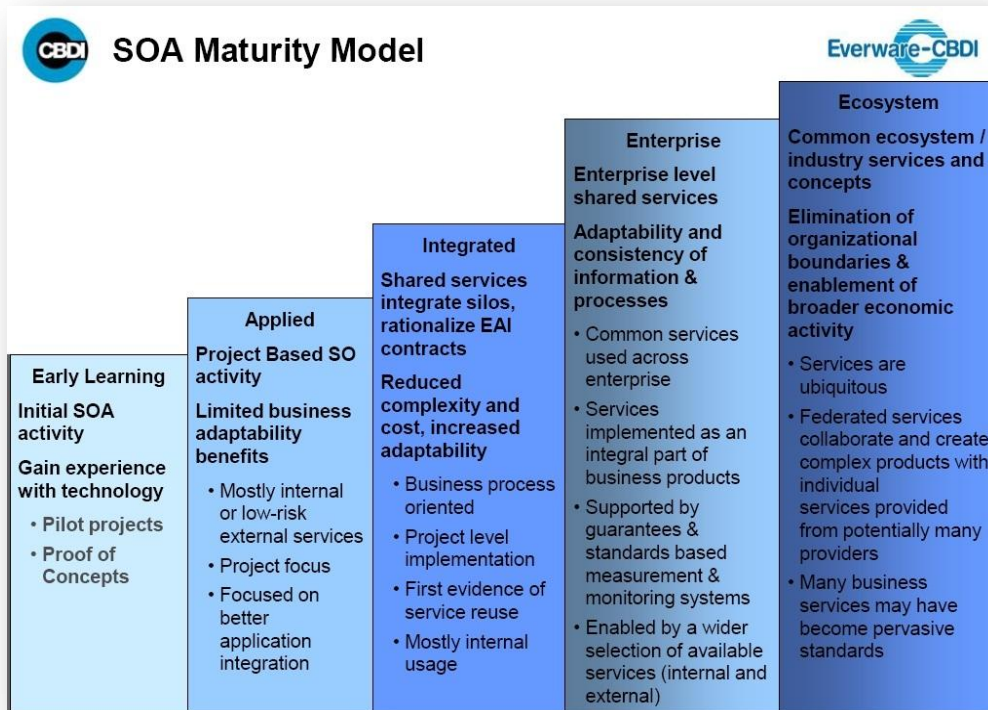 CBDI
SOA Maturity Model
Everware-CBDI
Early Learning
Initial SOA
activity
Gain experience
with technology
• Pilot projects
• Proof of
Concepts
Applied
Project Based SO
activity
Limited business
adaptability
benefits
• Mostly internal
or low-risk
external services
• Project focus
• Focused on
better
application
integration
Integrated
Shared services
integrate silos,
rationalize EAI
contracts
Reduced
complexity and
cost, increased
adaptability
• Business process
oriented
• Project level
implementation
• First evidence of
service reuse
• Mostly internal
usage
Enterprise
Enterprise level
shared services
Adaptability and
consistency of
information &
processes
• Common services
used across
enterprise
• Services
implemented as an
integral part of
business products
• Supported by
guarantees &
standards based
measurement &
monitoring systems
• Enabled by a wider
selection of available
services (internal and
external)
Ecosystem
Common ecosystem /
industry services and
concepts
Elimination of
organizational
boundaries &
enablement of
broader economic
activity
• Services are
ubiquitous
• Federated services
collaborate and create
complex products with
individual
services provided
from potentially many
providers
• Many business
services may have
become pervasive
standards